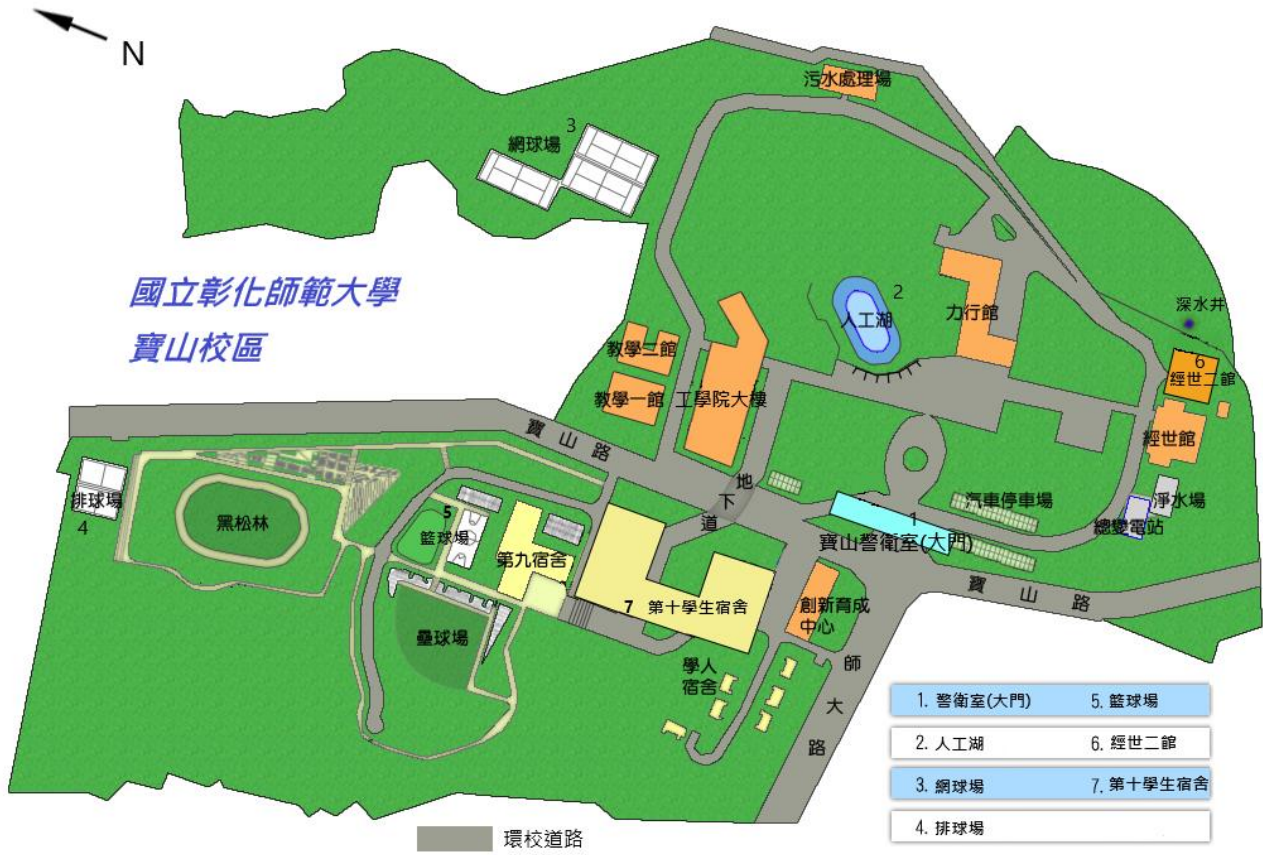 N
污水處理場
3
網球場
國立彰化師範大學
寶山校區
2
人工湖
力行館
深水井
6
經世二館
教學二館
教學一館
工學院大樓
經世館
寶山路
排球場
4
黑松林
5
籃球場
第九宿舍
地下道
汽車停車場
淨水場
總變電站
1
寶山警衛室(大門)
寶山路
壘球場
7 第十學生宿舍
創新育成
中心
學人
宿舍
師大路
1. 警衛室(大門) 5. 籃球場
2. 人工湖 6. 經世二館
3. 網球場 7. 第十學生宿舍
4. 排球場
環校道路